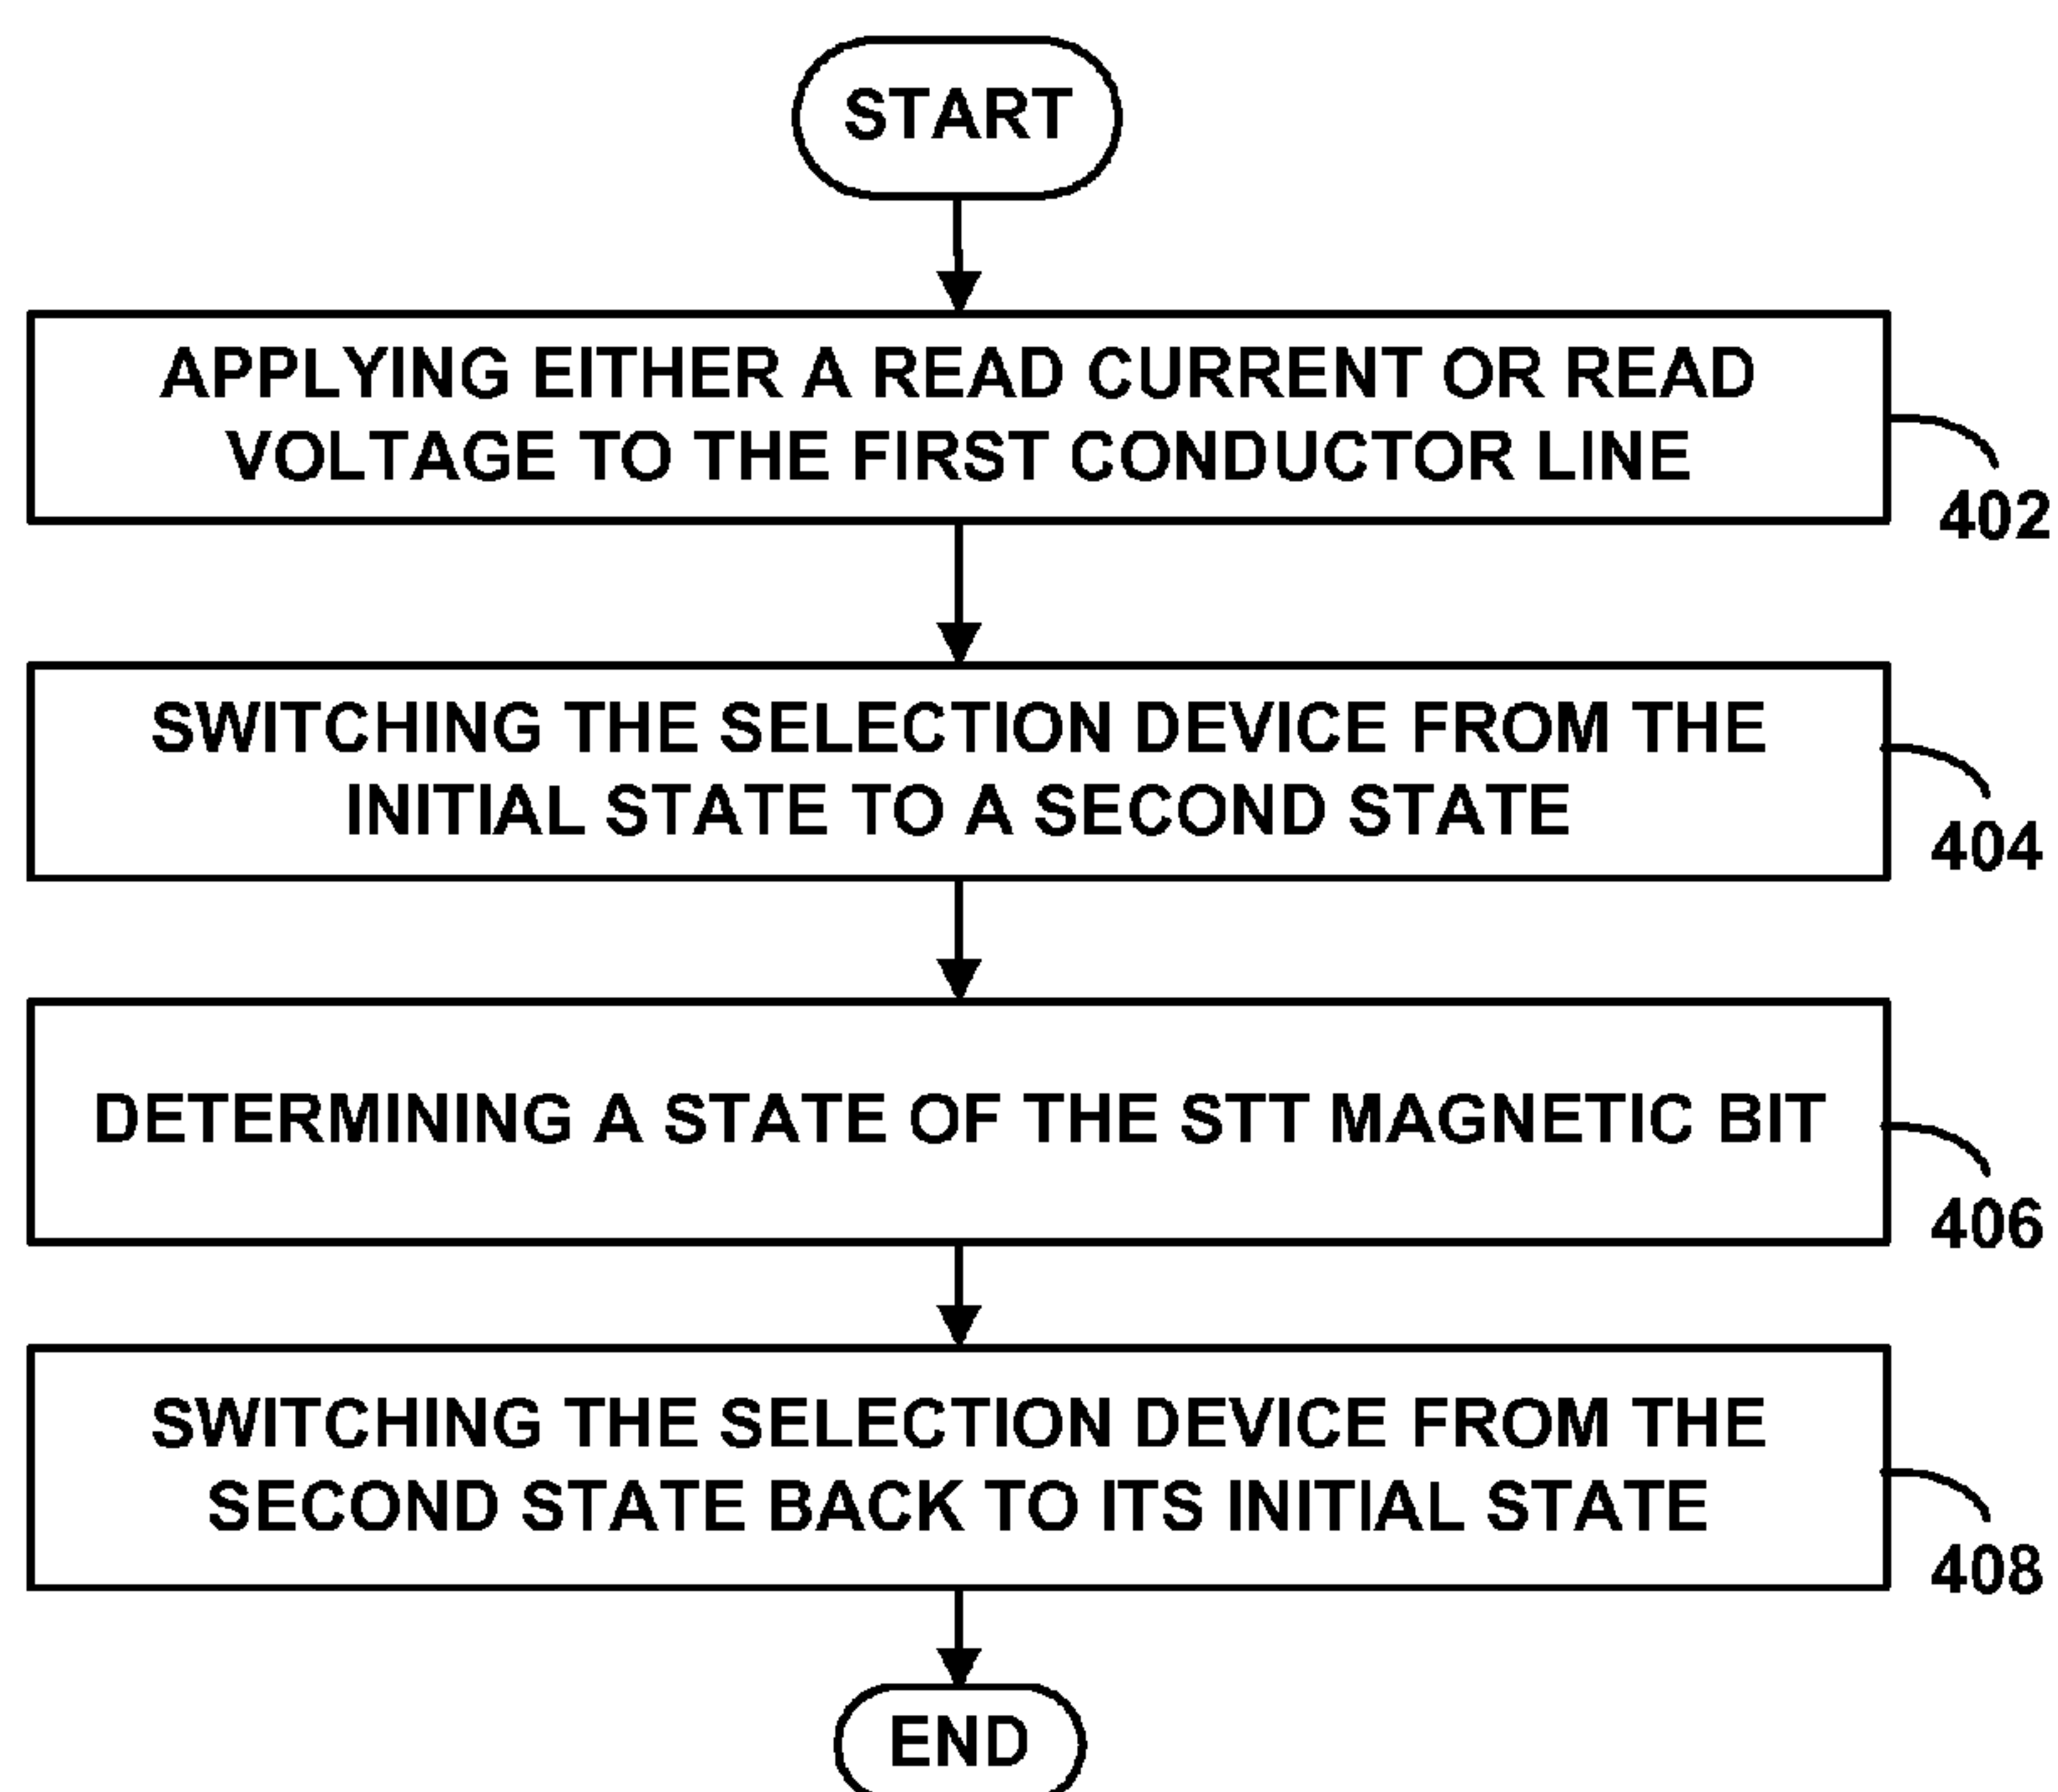 START
APPLYING EITHER A READ CURRENT OR READ
VOLTAGE TO THE FIRST CONDUCTOR LINE
402
SWITCHING THE SELECTION DEVICE FROM THE
INITIAL STATE TO A SECOND STATE
404
DETERMINING A STATE OF THE STT MAGNETIC BIT
406
SWITCHING THE SELECTION DEVICE FROM THE
SECOND STATE BACK TO ITS INITIAL STATE
408
END